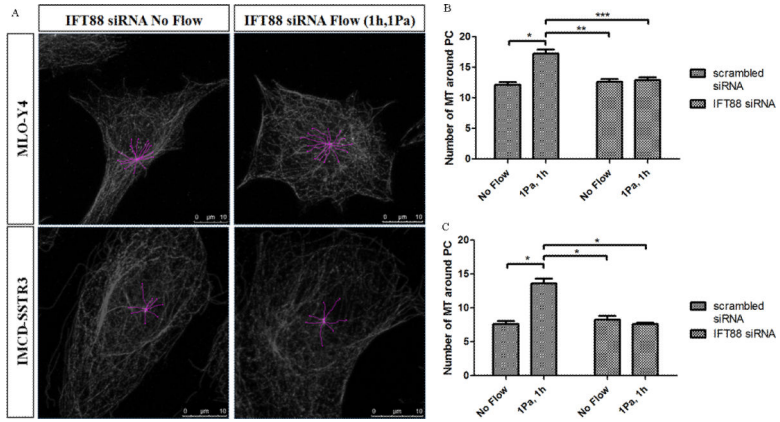 A
IFT88 siRNA No Flow
IFT88 siRNA Flow (1h,1Pa)
MLO-Y4
0 µm 10
0 µm 10
IMCD-SSTR3
0 µm 10
0 µm 10
B
Number of MT around PC
20
15
10
5
0
*
**
***
No Flow
1Pa, 1h
No Flow
1Pa, 1h
scrambled
siRNA
IFT88 siRNA
C
Number of MT around PC
20
15
10
5
0
*
*
*
No Flow
1Pa, 1h
No Flow
1Pa, 1h
scrambled
siRNA
IFT88 siRNA